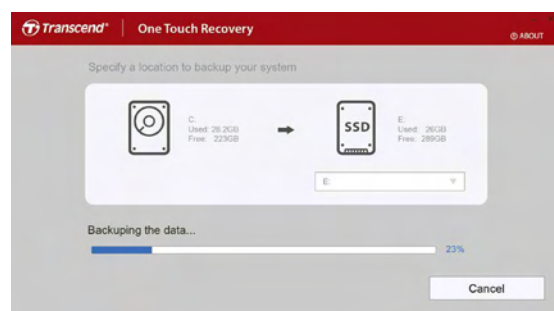 Transcend® One Touch Recovery
ABOUT
Specify a location to backup your system
C:
Used: 28.2GB
Free: 223GB
SSD
E:
Used: 26GB
Free: 289GB
E:
Backuping the data...
23%
Cancel